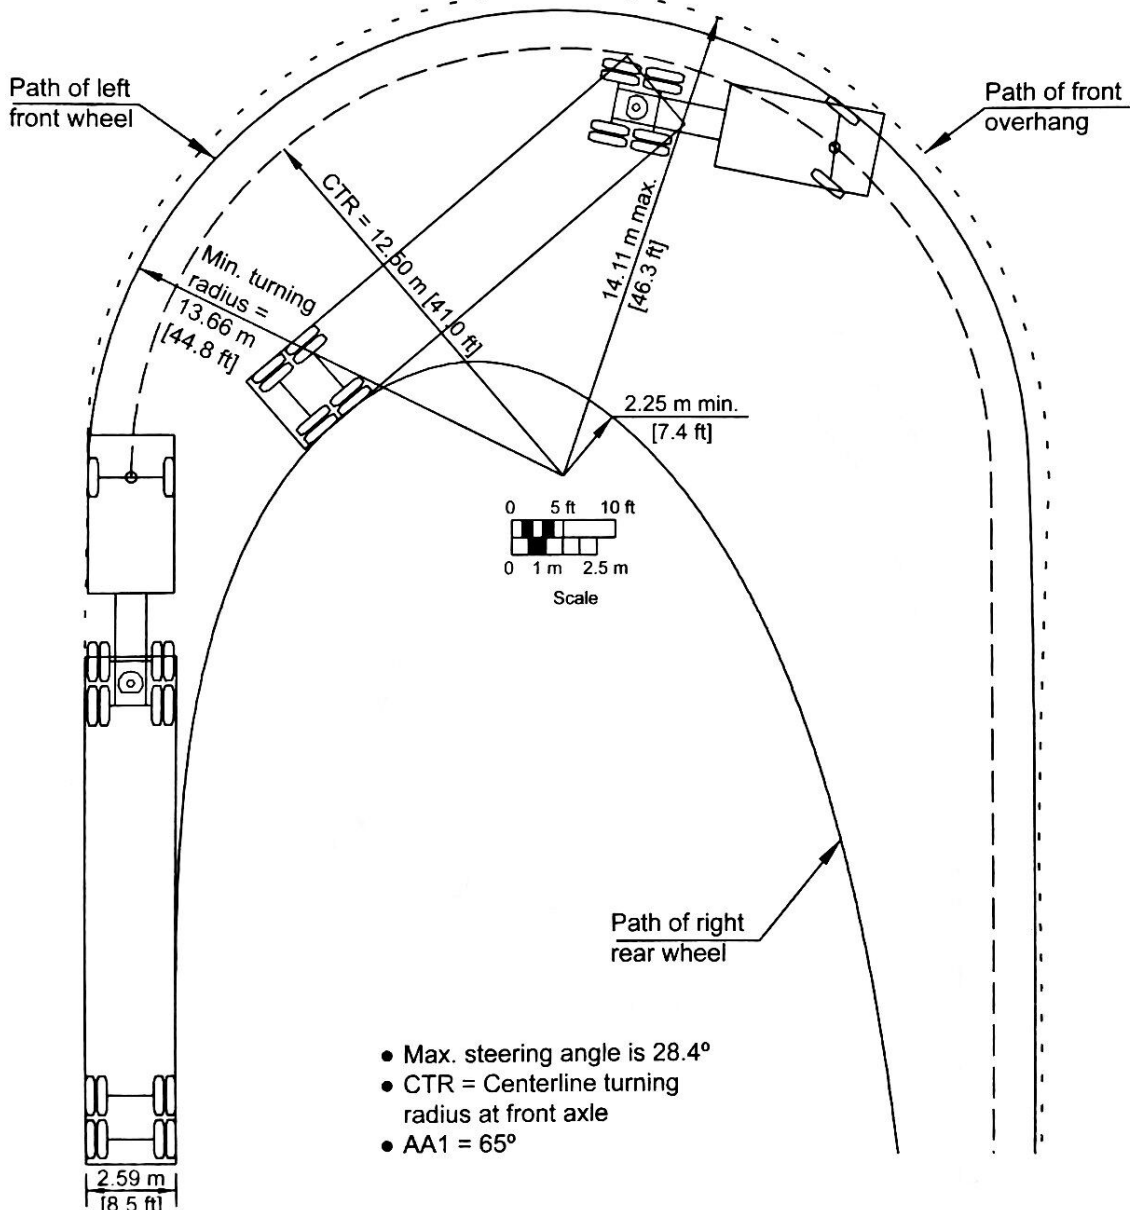 Path of left
front wheel
Path of front
overhang
CTR = 12.50 m [41.0 ft]
14.11 m max.
[46.3 ft]
Min. turning
radius =
13.66 m
[44.8 ft]
2.25 m min.
[7.4 ft]
0 5 ft 10 ft
0 1 m 2.5 m
Scale
Path of right
rear wheel
● Max. steering angle is 28.4º
● CTR = Centerline turning
radius at front axle
● AA1 = 65º
2.59 m
[8.5 ft]